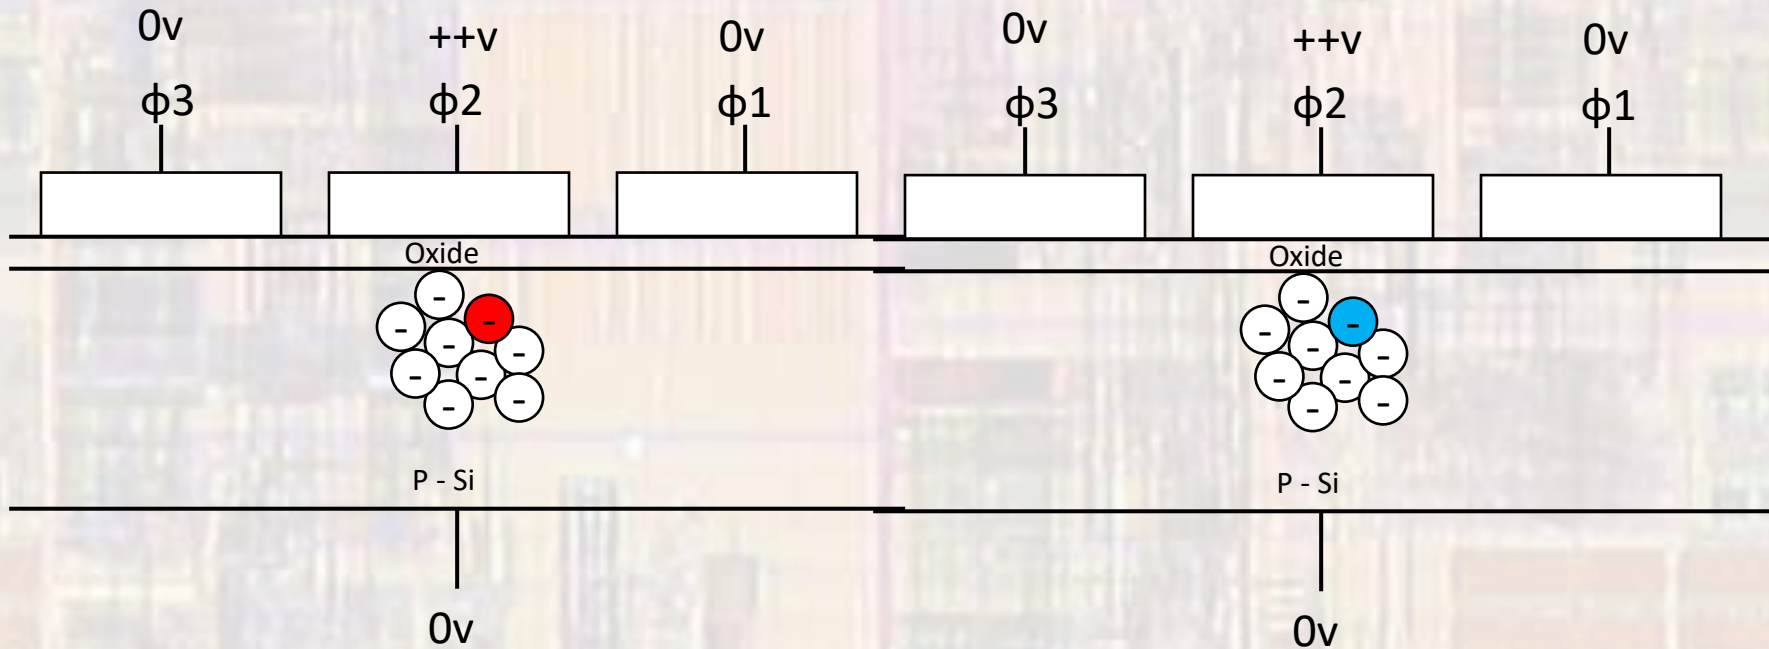 0v ++v 0v 0v ++v 0v
ϕ3 ϕ2 ϕ1 ϕ3 ϕ2 ϕ1
Oxide Oxide
- -
- - - -
- - - -
- - - -
- - - -
P - Si P - Si
0v 0v